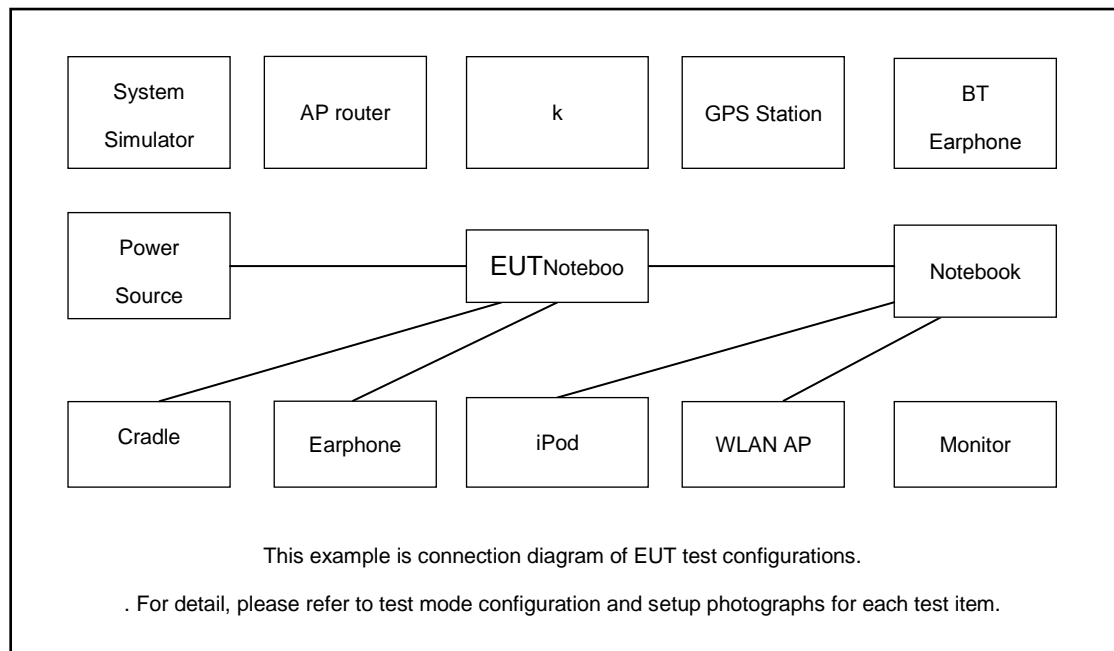 System
Simulator
AP router
k
GPS Station
BT
Earphone
Power
Source
EUTNoteboo
Notebook
Cradle
Earphone
iPod
WLAN AP
Monitor
This example is connection diagram of EUT test configurations.
. For detail, please refer to test mode configuration and setup photographs for each test item.